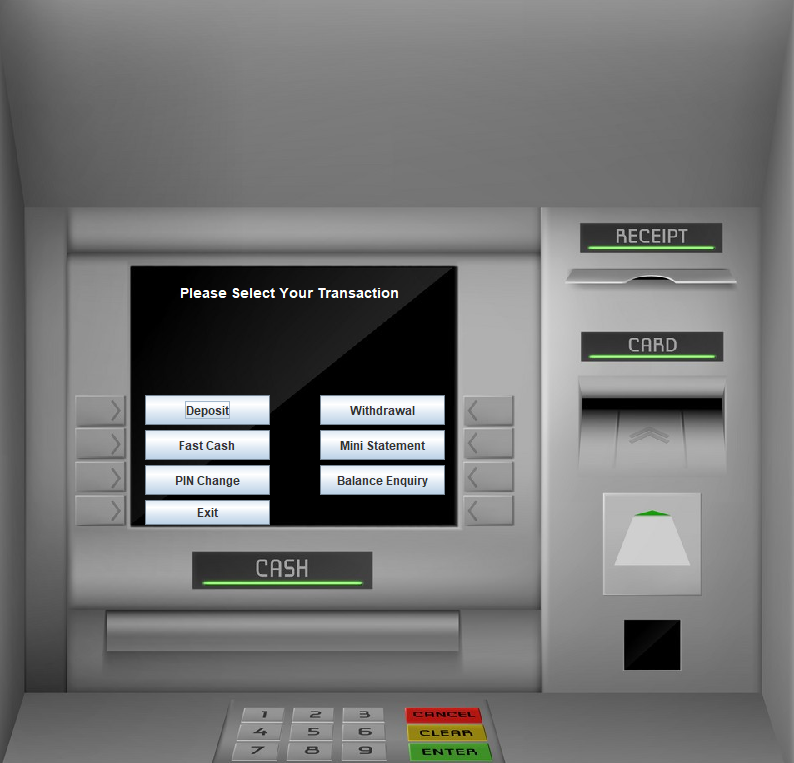 RECEIPT
Please Select Your Transaction
CARD
Deposit Withdrawal
Fast Cash Mini Statement
PIN Change Balance Enquiry
Exit
CASH
1 2 3 CANCEL
4 5 6 CLEAR
7 8 9 ENTER